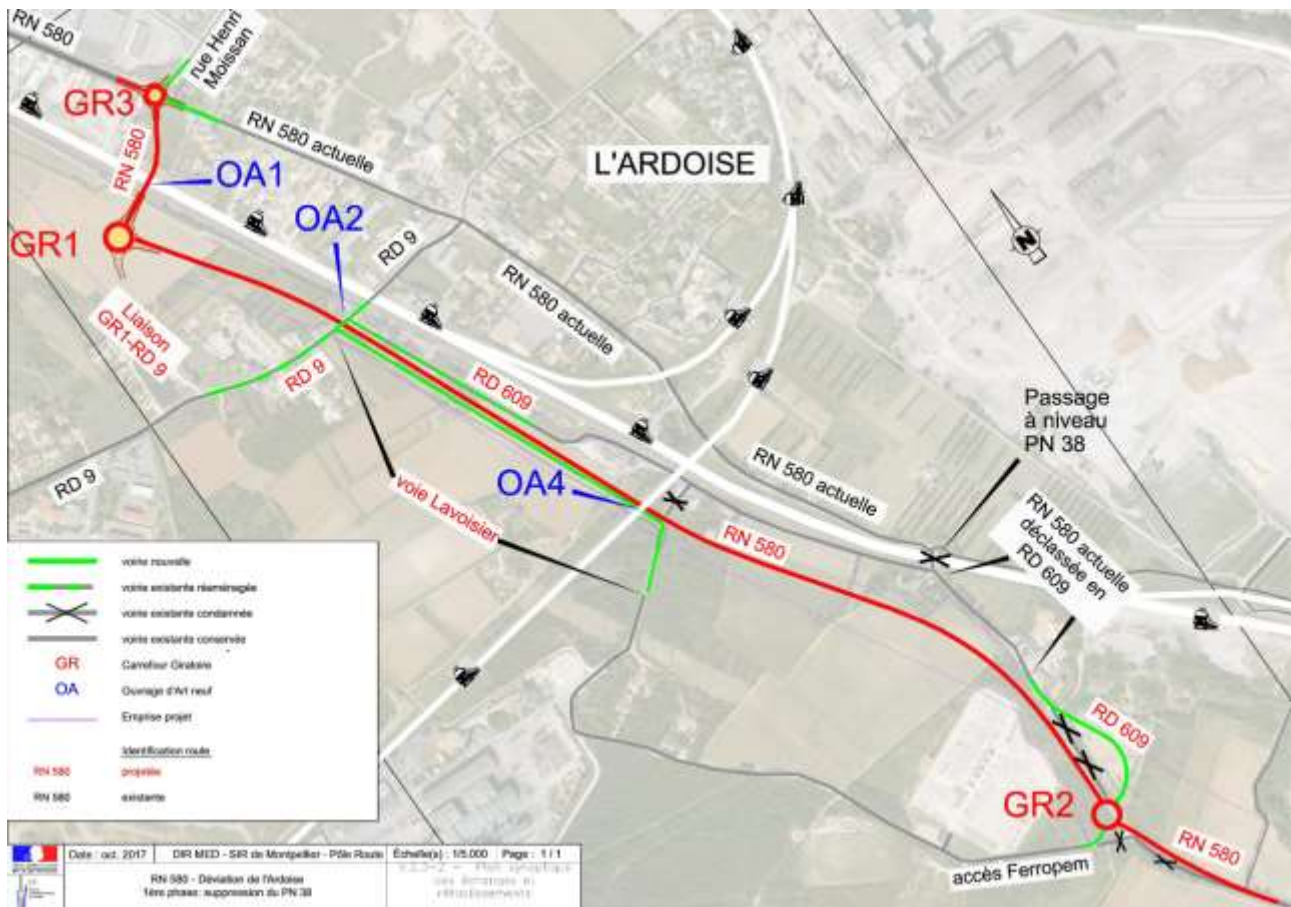 RN 580
rue Henri
Moissan
GR3
RN 580 actuelle
RN 580
OA1
L'ARDOISE
GR1
OA2
RD 9
RN 580 actuelle
Liaison
GR1-RD 9
RD 9
RD 609
Passage
à niveau
PN 38
RD 9
voie Lavoisier
OA4
RN 580 actuelle
RN 580
RN 580 actuelle
déclassée en
RD 609
RD 609
GR2
RN 580
accès Ferropem
N
voirie nouvelle
voirie existante réaménagée
voirie existante condamnée
voirie existante conservée
GR Carrefour Giratoire
OA Ouvrage d'Art neuf
Emprise projet
Identification route
RN 580 projetée
RN 580 existante
Date : oct. 2017 DIR MED - SIR de Montpellier - Pôle Route Échelle(s) : 1/5.000 Page : 1 / 1
RN 580 - Déviation de l'Ardoise
1ère phase: suppression du PN 38